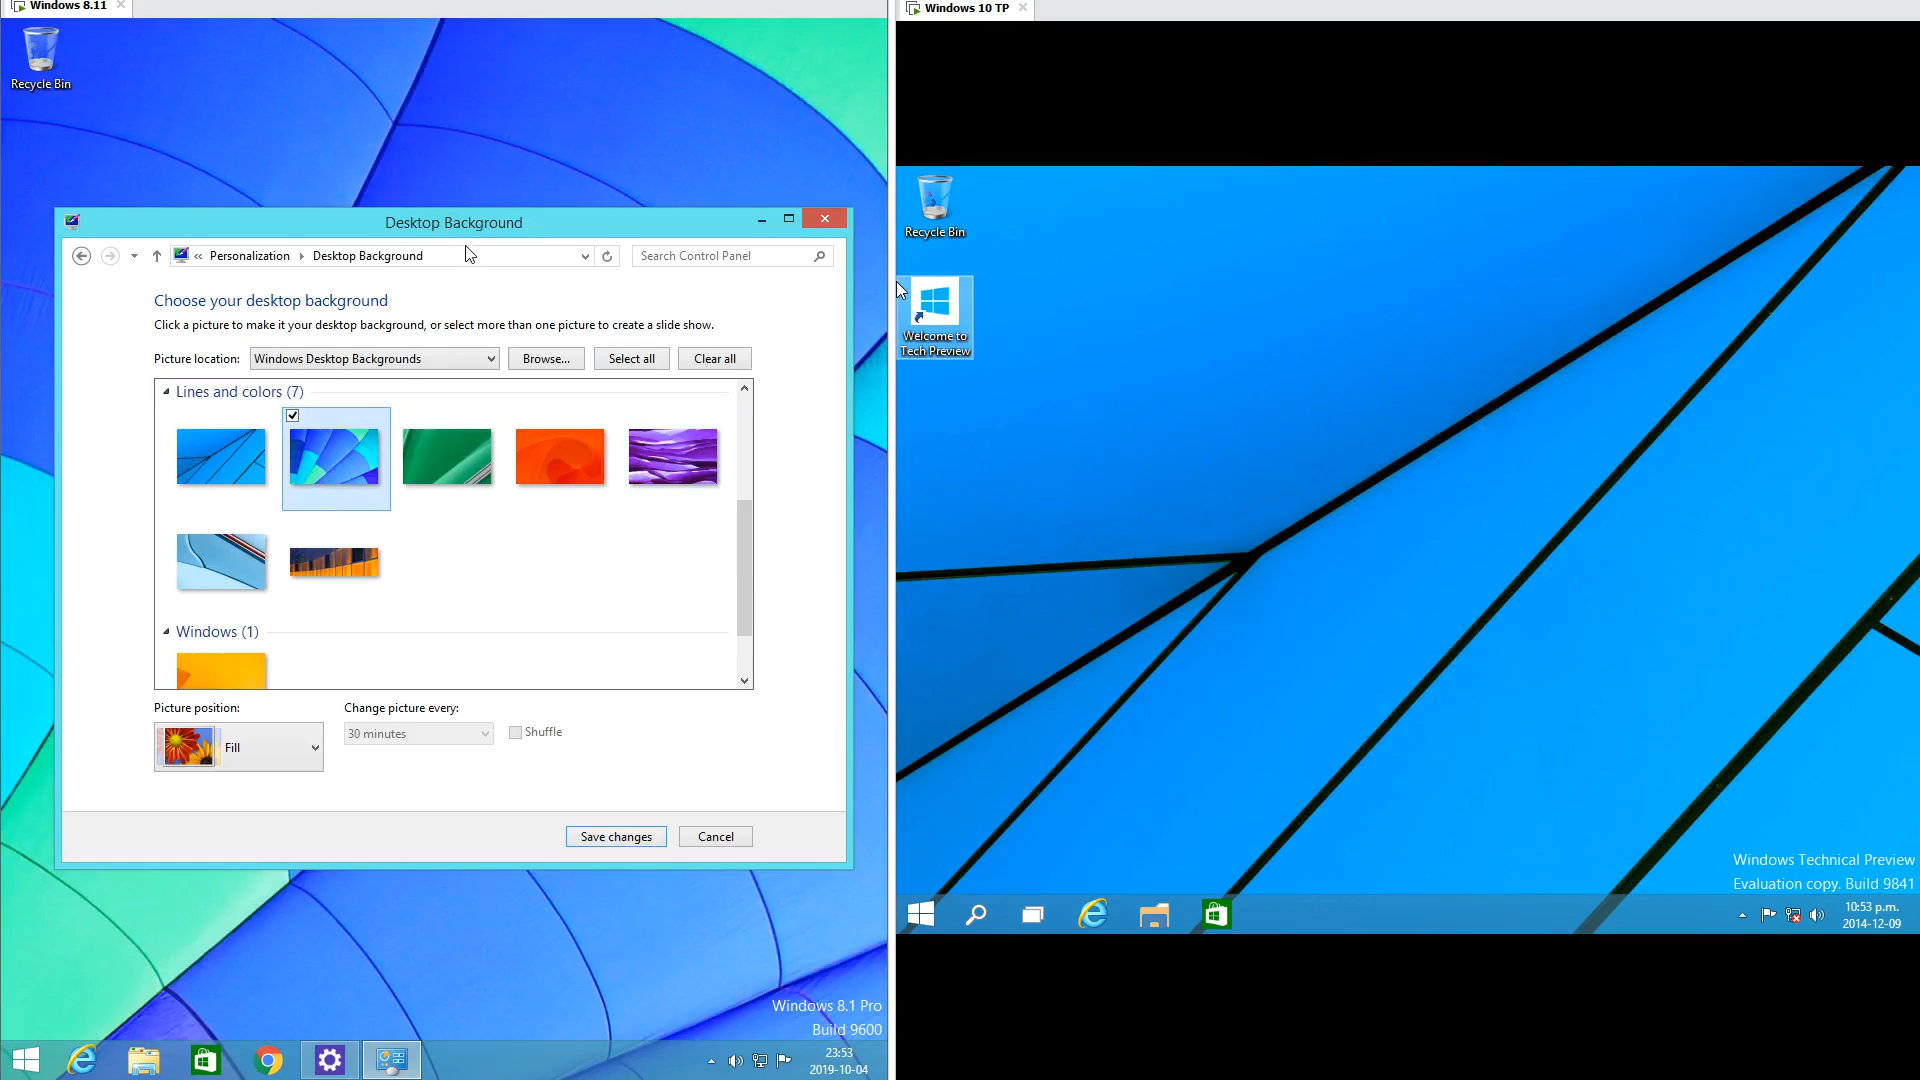 Windows 8.11
Recycle Bin
Desktop Background
Personalization
Desktop Background
Search Control Panel
Choose your desktop background
Click a picture to make it your desktop background, or select more than one picture to create a slide show.
Picture location:
Windows Desktop Backgrounds
Browse...
Select all
Clear all
Lines and colors (7)
Windows (1)
Picture position:
Change picture every:
Fill
30 minutes
Shuffle
Save changes
Cancel
Windows 8.1 Pro
Build 9600
23:53
2019-10-04
Windows 10 TP
Recycle Bin
Welcome to
Tech Preview
Windows Technical Preview
Evaluation copy. Build 9841
10:53 p.m.
2014-12-09